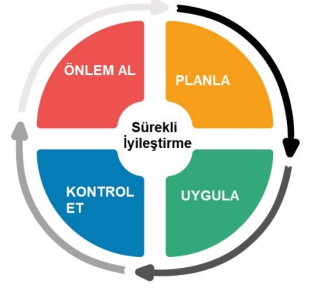 ÖNLEM AL
PLANLA
Sürekli
İyileştirme
KONTROL
ET
UYGULA